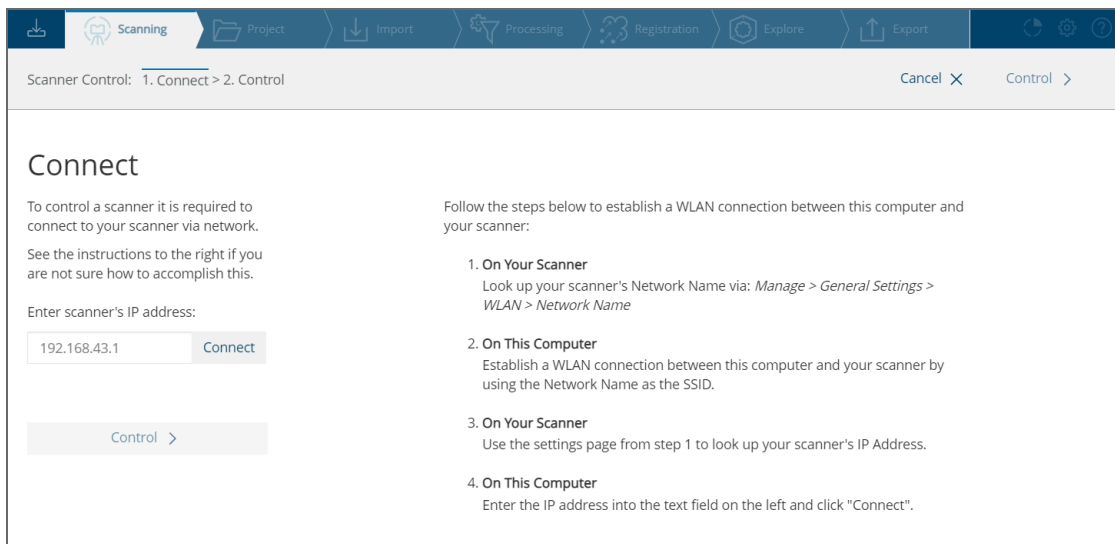 Scanning
Project
Import
Processing
Registration
Explore
Export
Scanner Control: 1. Connect > 2. Control
Cancel
Control >
Connect
To control a scanner it is required to
connect to your scanner via network.
See the instructions to the right if you
are not sure how to accomplish this.
Enter scanner's IP address:
192.168.43.1
Connect
Control >
Follow the steps below to establish a WLAN connection between this computer and
your scanner:
1. On Your Scanner
Look up your scanner's Network Name via: Manage > General Settings >
WLAN > Network Name
2. On This Computer
Establish a WLAN connection between this computer and your scanner by
using the Network Name as the SSID.
3. On Your Scanner
Use the settings page from step 1 to look up your scanner's IP Address.
4. On This Computer
Enter the IP address into the text field on the left and click "Connect".